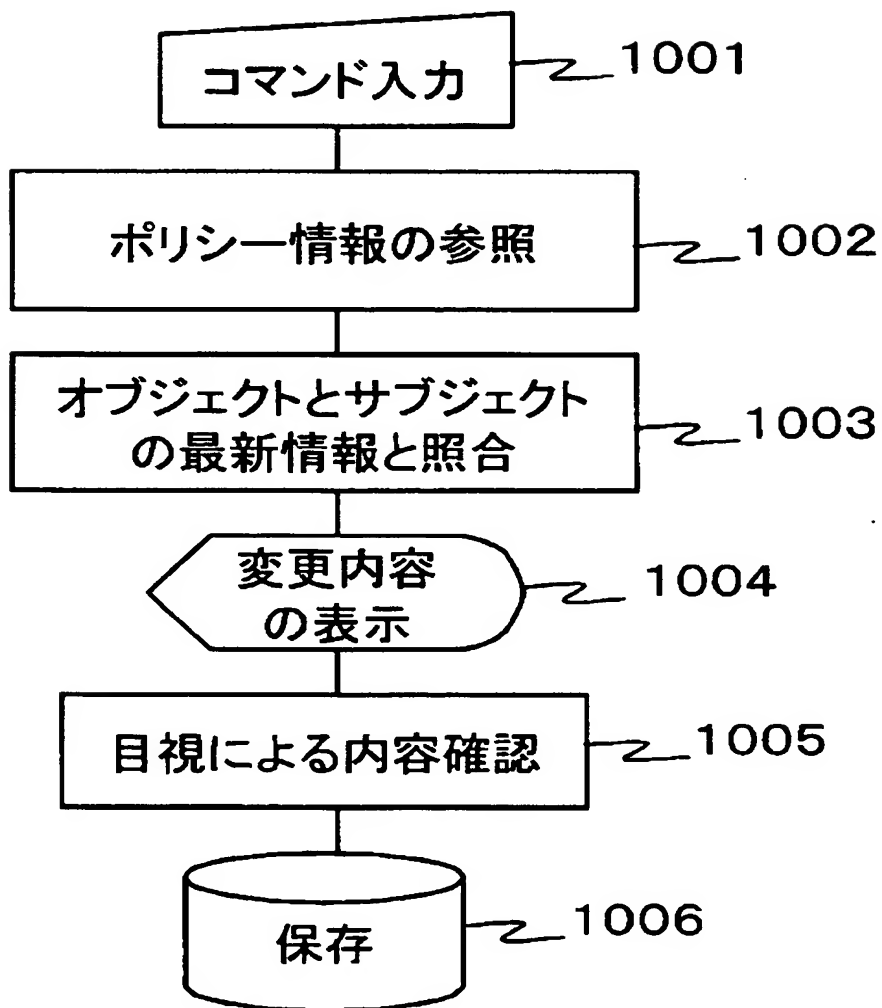 コマンド入力
1001
ポリシー情報の参照
1002
オブジェクトとサブジェクト
の最新情報と照合
1003
変更内容
の表示
1004
目視による内容確認
1005
保存
1006